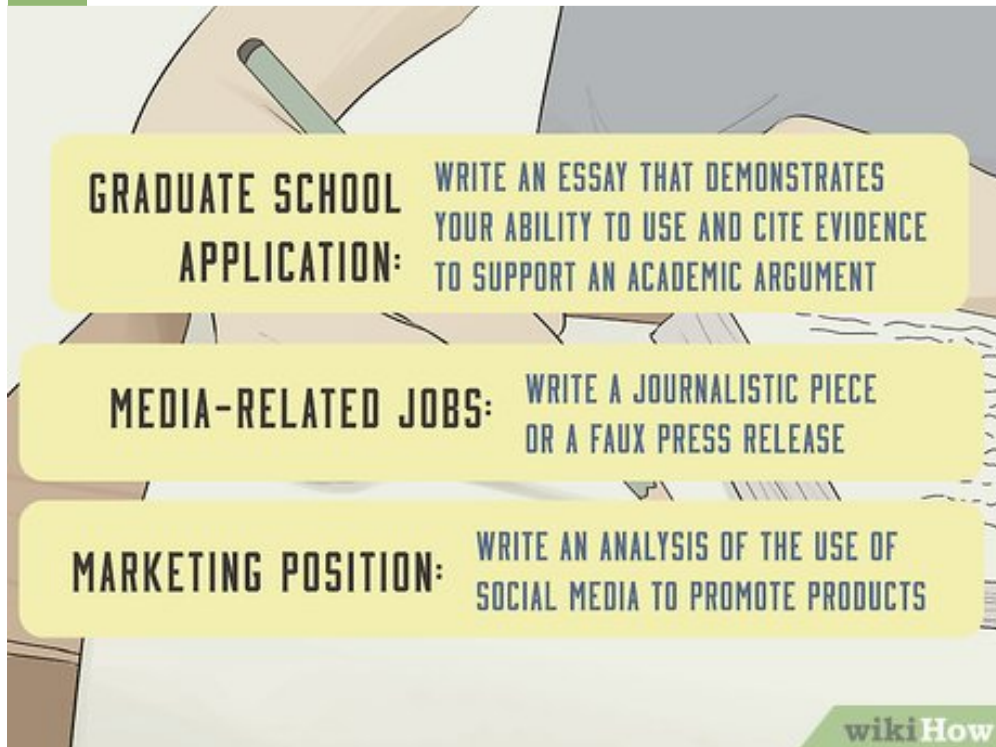 GRADUATE SCHOOL
APPLICATION:
WRITE AN ESSAY THAT DEMONSTRATES
YOUR ABILITY TO USE AND CITE EVIDENCE
TO SUPPORT AN ACADEMIC ARGUMENT
MEDIA-RELATED JOBS:
WRITE A JOURNALISTIC PIECE
OR A FAUX PRESS RELEASE
MARKETING POSITION:
WRITE AN ANALYSIS OF THE USE OF
SOCIAL MEDIA TO PROMOTE PRODUCTS
wikiHow